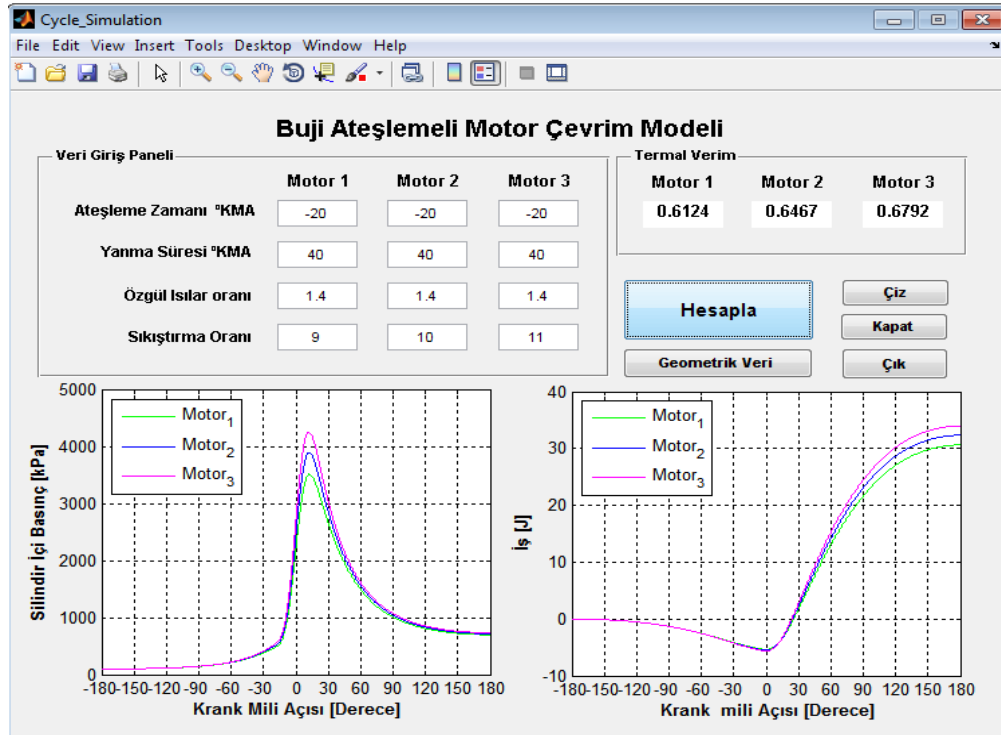 Cycle_Simulation
File Edit View Insert Tools Desktop Window Help
Buji Ateşlemeli Motor Çevrim Modeli
Veri Giriş Paneli
Motor 1 Motor 2 Motor 3
Ateşleme Zamanı ºKMA -20 -20 -20
Yanma Süresi ºKMA 40 40 40
Özgül Isılar oranı 1.4 1.4 1.4
Sıkıştırma Oranı 9 10 11
Termal Verim
Motor 1 Motor 2 Motor 3
0.6124 0.6467 0.6792
Hesapla
Çiz
Kapat
Geometrik Veri
Çık
Silindir İçi Basınç [kPa]
5000
4000
3000
2000
1000
0
Motor1
Motor2
Motor3
-180 -150 -120 -90 -60 -30 0 30 60 90 120 150 180
Krank Mili Açısı [Derece]
İş [J]
40
30
20
10
0
-10
Motor1
Motor2
Motor3
-180 -150 -120 -90 -60 -30 0 30 60 90 120 150 180
Krank mili Açısı [Derece]